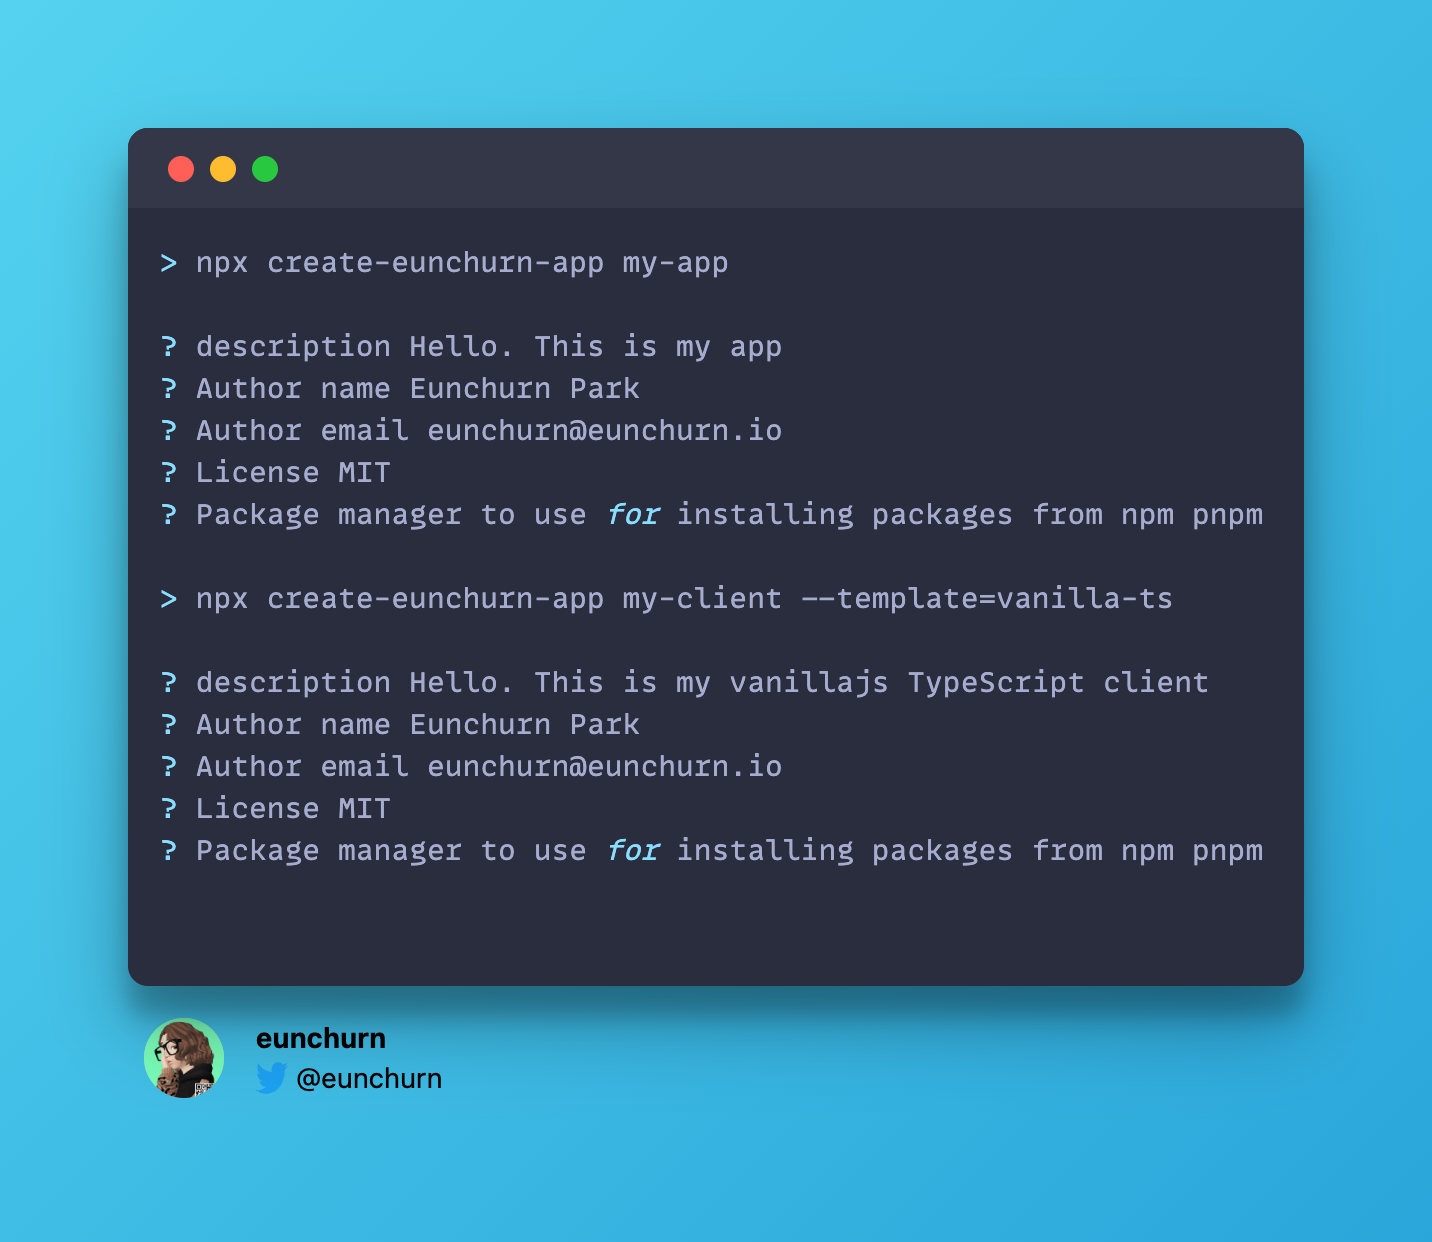 > npx create-eunchurn-app my-app
? description Hello. This is my app
? Author name Eunchurn Park
? Author email eunchurn@eunchurn.io
? License MIT
? Package manager to use for installing packages from npm pnpm
> npx create-eunchurn-app my-client --template=vanilla-ts
? description Hello. This is my vanillajs TypeScript client
? Author name Eunchurn Park
? Author email eunchurn@eunchurn.io
? License MIT
? Package manager to use for installing packages from npm pnpm
eunchurn
@eunchurn